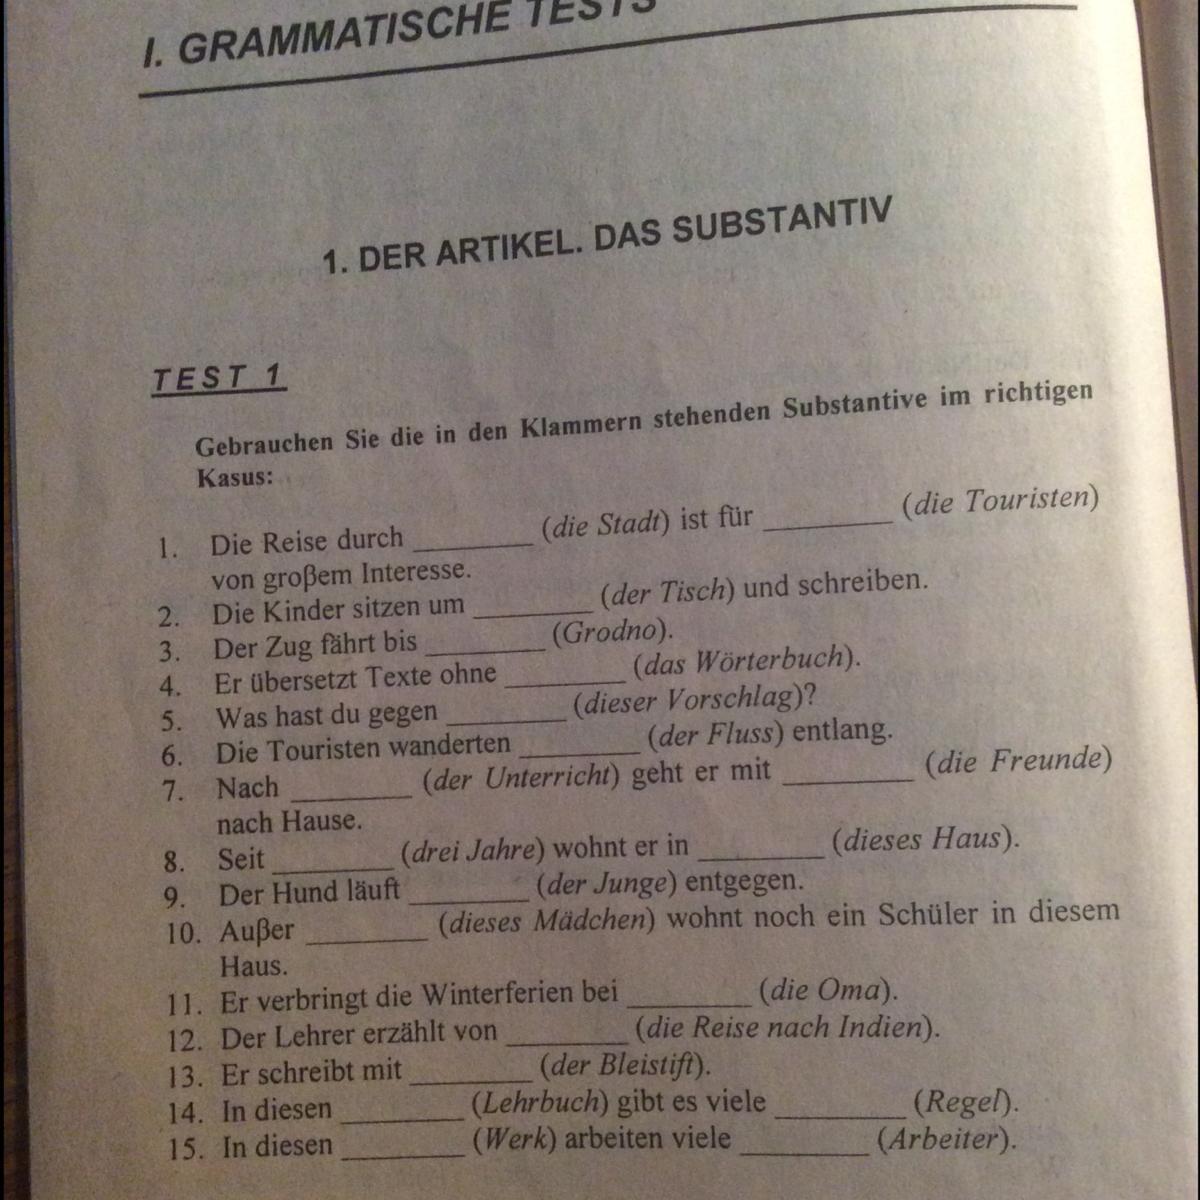 I. GRAMMATISCHE TESTS
1. DER ARTIKEL. DAS SUBSTANTIV
TEST 1
Gebrauchen Sie die in den Klammern stehenden Substantive im richtigen
Kasus:
1. Die Reise durch ________ (die Stadt) ist für ________ (die Touristen)
von großem Interesse.
2. Die Kinder sitzen um ________ (der Tisch) und schreiben.
3. Der Zug fährt bis ________ (Grodno).
4. Er übersetzt Texte ohne ________ (das Wörterbuch).
5. Was hast du gegen ________ (dieser Vorschlag)?
6. Die Touristen wanderten ________ (der Fluss) entlang.
7. Nach ________ (der Unterricht) geht er mit ________ (die Freunde)
nach Hause.
8. Seit ________ (drei Jahre) wohnt er in ________ (dieses Haus).
9. Der Hund läuft ________ (der Junge) entgegen.
10. Außer ________ (dieses Mädchen) wohnt noch ein Schüler in diesem
Haus.
11. Er verbringt die Winterferien bei ________ (die Oma).
12. Der Lehrer erzählt von ________ (die Reise nach Indien).
13. Er schreibt mit ________ (der Bleistift).
14. In diesen ________ (Lehrbuch) gibt es viele ________ (Regel).
15. In diesen ________ (Werk) arbeiten viele ________ (Arbeiter).